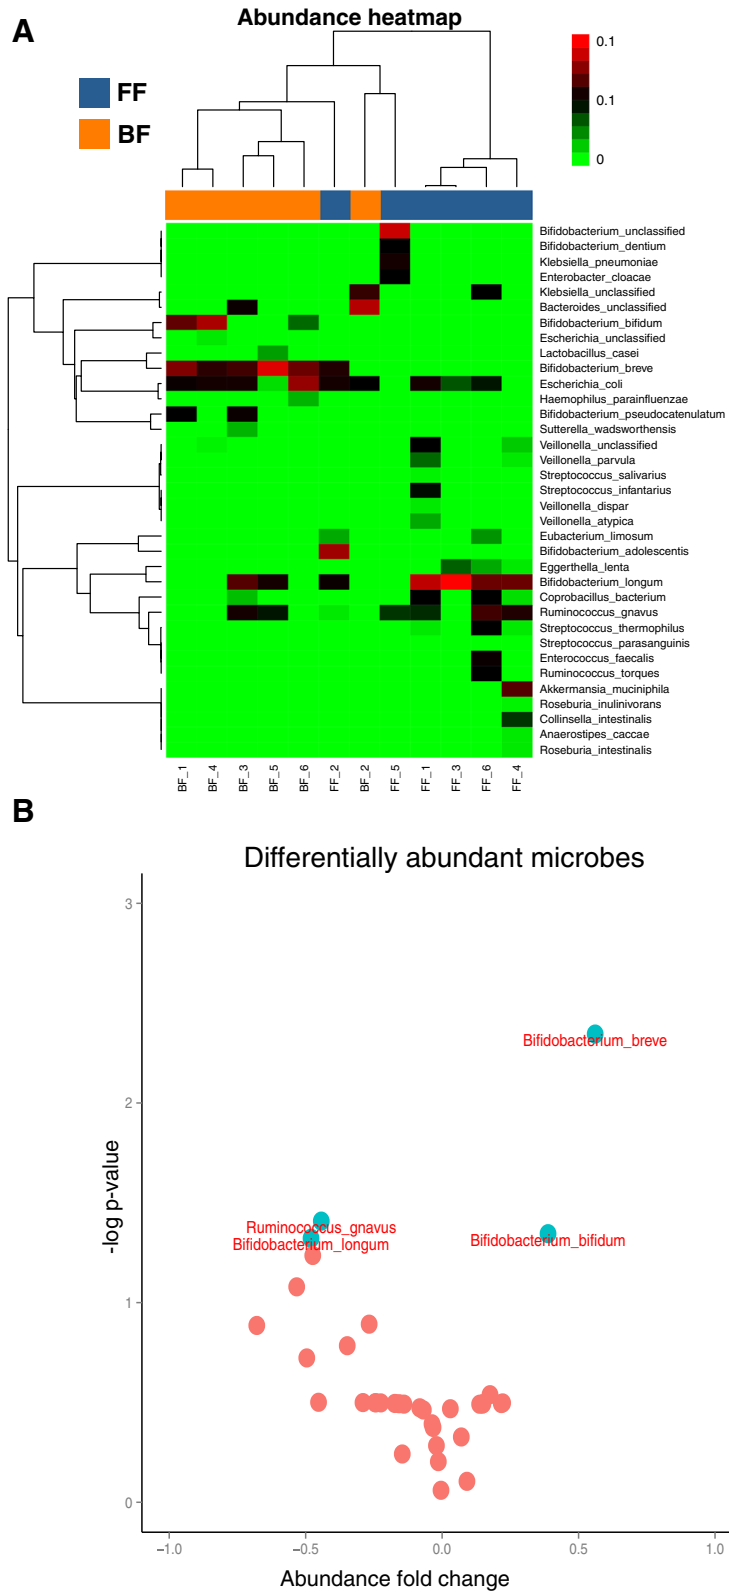 A
Abundance heatmap
FF
BF
0.1
0.1
0
Bifidobacterium_unclassified
Bifidobacterium_dentium
Klebsiella_pneumoniae
Enterobacter_cloacae
Klebsiella_unclassified
Bacteroides_unclassified
Bifidobacterium_bifidum
Escherichia_unclassified
Lactobacillus_casei
Bifidobacterium_breve
Escherichia_coli
Haemophilus_parainfluenzae
Bifidobacterium_pseudocatenulatum
Sutterella_wadsworthensis
Veillonella_unclassified
Veillonella_parvula
Streptococcus_salivarius
Streptococcus_infantarius
Veillonella_dispar
Veillonella_atypica
Eubacterium_limosum
Bifidobacterium_adolescentis
Eggerthella_lenta
Bifidobacterium_longum
Coprobacillus_bacterium
Ruminococcus_gnavus
Streptococcus_thermophilus
Streptococcus_parasanguinis
Enterococcus_faecalis
Ruminococcus_torques
Akkermansia_muciniphila
Roseburia_inulinivorans
Collinsella_intestinalis
Anaerostipes_caccae
Roseburia_intestinalis
BF_1 BF_4 BF_3 BF_5 BF_6 FF_2 BF_2 FF_5 FF_1 FF_3 FF_6 FF_4
B
Differentially abundant microbes
3
Bifidobacterium_breve
2
Ruminococcus_gnavus
Bifidobacterium_bifidum
Bifidobacterium_longum
1
0
-log p-value
−1.0 −0.5 0.0 0.5 1.0
Abundance fold change